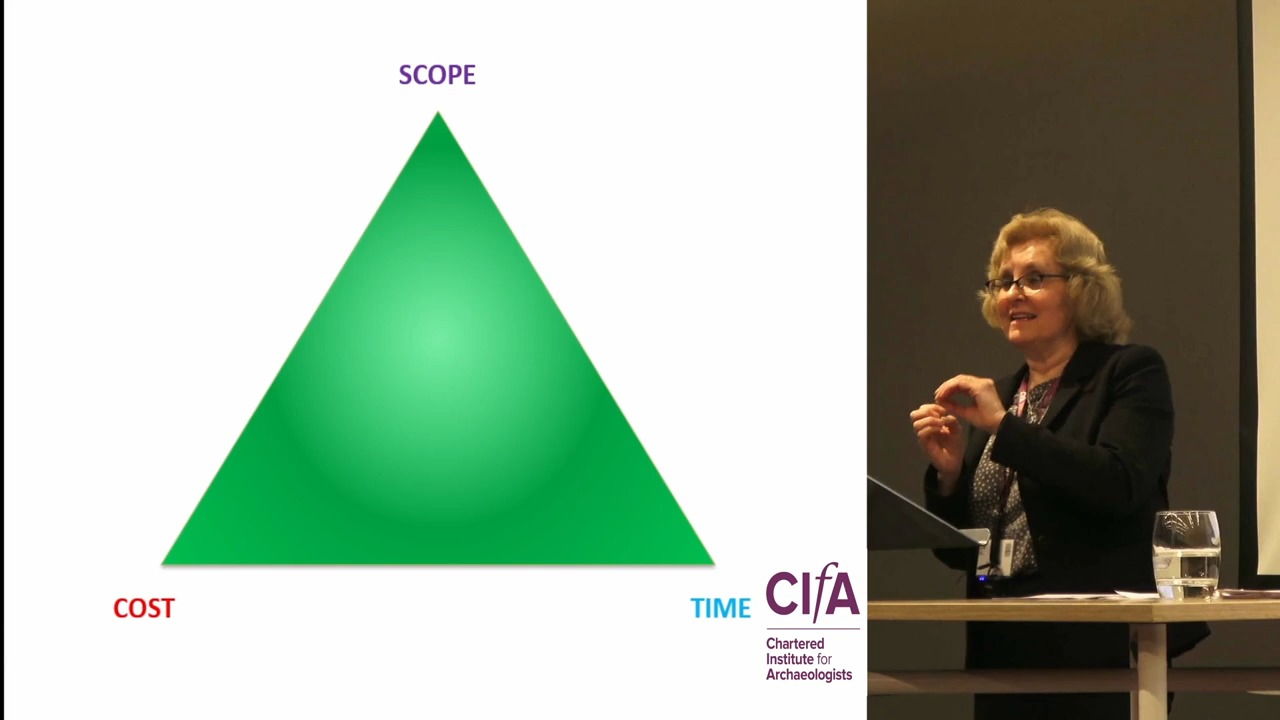 SCOPE
COST
TIME
CIfA
Chartered
Institute for
Archaeologists